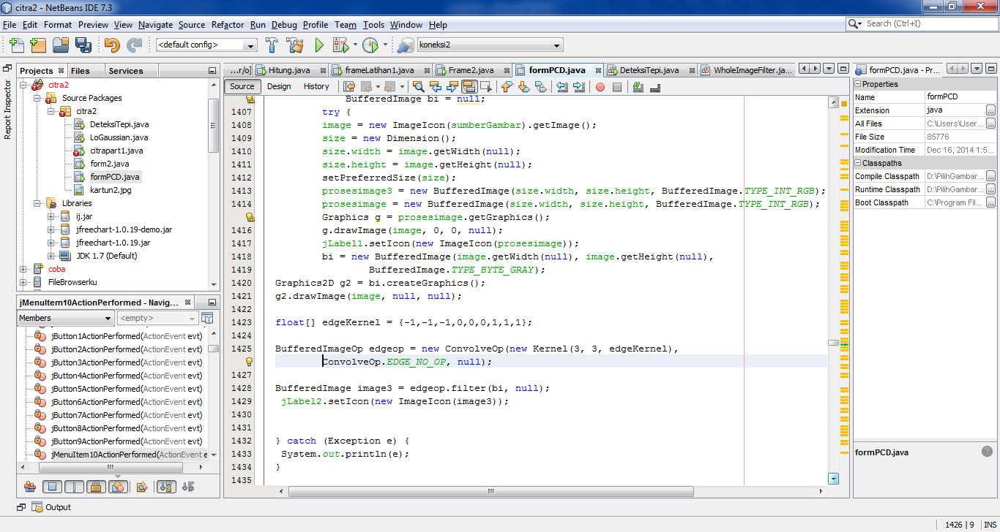 citra2 - NetBeans IDE 7.3
File Edit Format Preview View Navigate Source Refactor Run Debug Profile Team Tools Window Help
Search (Ctrl+I)
<default config>
koneksi2
Report Inspector
Projects Files Services
citra2
Source Packages
citra2
DeteksiTepi.java
LoGaussian.java
citrapart1.java
form2.java
formPCD.java
kartun2.jpg
Libraries
ij.jar
jfreechart-1.0.19-demo.jar
jfreechart-1.0.19.jar
JDK 1.7 (Default)
coba
FileBrowserku
jMenuItem10ActionPerformed - Navig...
Members <empty>
jButton1ActionPerformed(ActionEvent evt)
jButton2ActionPerformed(ActionEvent evt)
jButton3ActionPerformed(ActionEvent evt)
jButton4ActionPerformed(ActionEvent evt)
jButton5ActionPerformed(ActionEvent evt)
jButton6ActionPerformed(ActionEvent evt)
jButton7ActionPerformed(ActionEvent evt)
jButton8ActionPerformed(ActionEvent evt)
jButton9ActionPerformed(ActionEvent evt)
jMenuItem10ActionPerformed(ActionEvent e
...r/o] Hitung.java frameLatihan1.java Frame2.java formPCD.java DeteksiTepi.java WholeImageFilter.ja...
Source Design History
BufferedImage bi = null;
1407 try {
1408 image = new ImageIcon(sumberGambar).getImage();
1409 size = new Dimension();
1410 size.width = image.getWidth(null);
1411 size.height = image.getHeight(null);
1412 setPreferredSize(size);
1413 prosesimage3 = new BufferedImage(size.width, size.height, BufferedImage.TYPE_INT_RGB);
1414 prosesimage = new BufferedImage(size.width, size.height, BufferedImage.TYPE_INT_RGB);
Graphics g = prosesimage.getGraphics();
1416 g.drawImage(image, 0, 0, null);
1417 jLabel1.setIcon(new ImageIcon(prosesimage));
1418 bi = new BufferedImage(image.getWidth(null), image.getHeight(null),
1419 BufferedImage.TYPE_BYTE_GRAY);
1420 Graphics2D g2 = bi.createGraphics();
1421 g2.drawImage(image, null, null);
1422
1423 float[] edgeKernel = {-1,-1,-1,0,0,0,1,1,1};
1424
1425 BufferedImageOp edgeop = new ConvolveOp(new Kernel(3, 3, edgeKernel),
ConvolveOp.EDGE_NO_OP, null);
1427
1428 BufferedImage image3 = edgeop.filter(bi, null);
1429 jLabel2.setIcon(new ImageIcon(image3));
1430
1431
1432 } catch (Exception e) {
1433 System.out.println(e);
1434 }
1435
formPCD.java - Pr...
Properties
Name formPCD
Extension java
All Files C:\Users\User...
File Size 85776
Modification Time Dec 16, 2014 1:5...
Classpaths
Compile Classpath D:\PilihGambar...
Runtime Classpath D:\PilihGambar...
Boot Classpath C:\Program Fil...
formPCD.java
Output
1426 | 9 INS